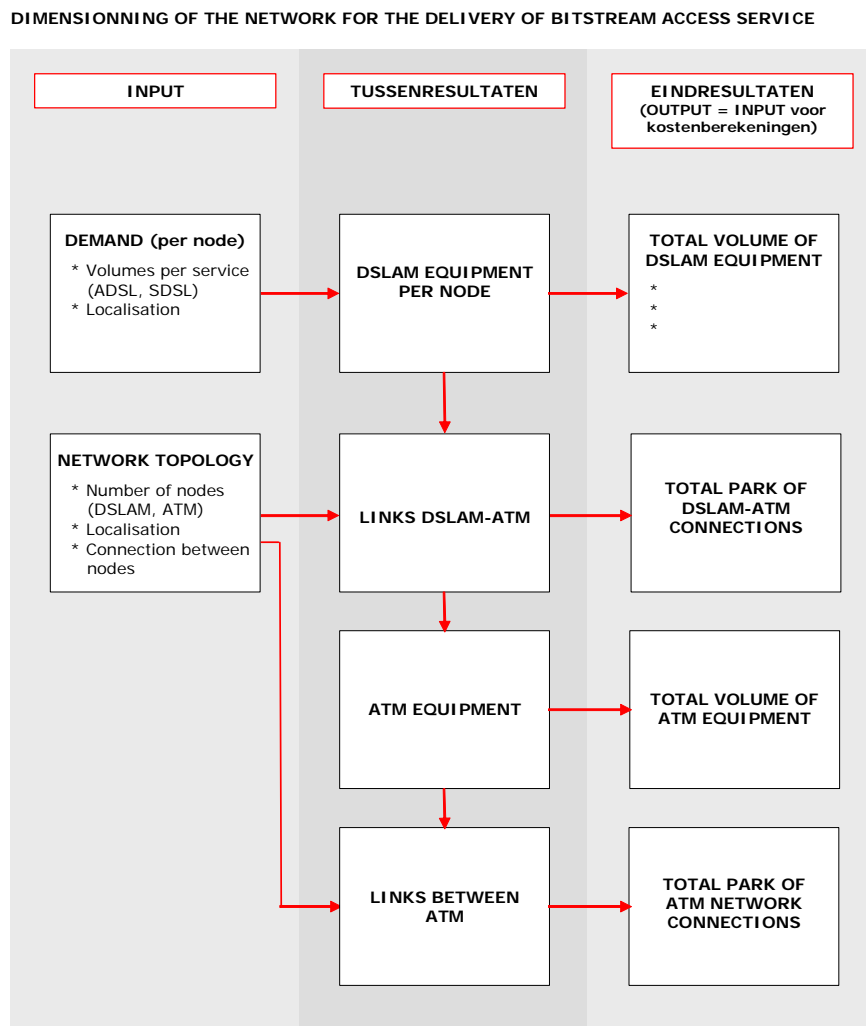 DIMENSIONNING OF THE NETWORK FOR THE DELIVERY OF BITSTREAM ACCESS SERVICE
INPUT
TUSSENRESULTATEN
EINDRESULTATEN
(OUTPUT = INPUT voor
kostenberekeningen)
DEMAND (per node)
* Volumes per service
(ADSL, SDSL)
* Localisation
DSLAM EQUIPMENT
PER NODE
TOTAL VOLUME OF
DSLAM EQUIPMENT
*
*
*
NETWORK TOPOLOGY
* Number of nodes
(DSLAM, ATM)
* Localisation
* Connection between
nodes
LINKS DSLAM-ATM
TOTAL PARK OF
DSLAM-ATM
CONNECTIONS
ATM EQUIPMENT
TOTAL VOLUME OF
ATM EQUIPMENT
LINKS BETWEEN
ATM
TOTAL PARK OF
ATM NETWORK
CONNECTIONS